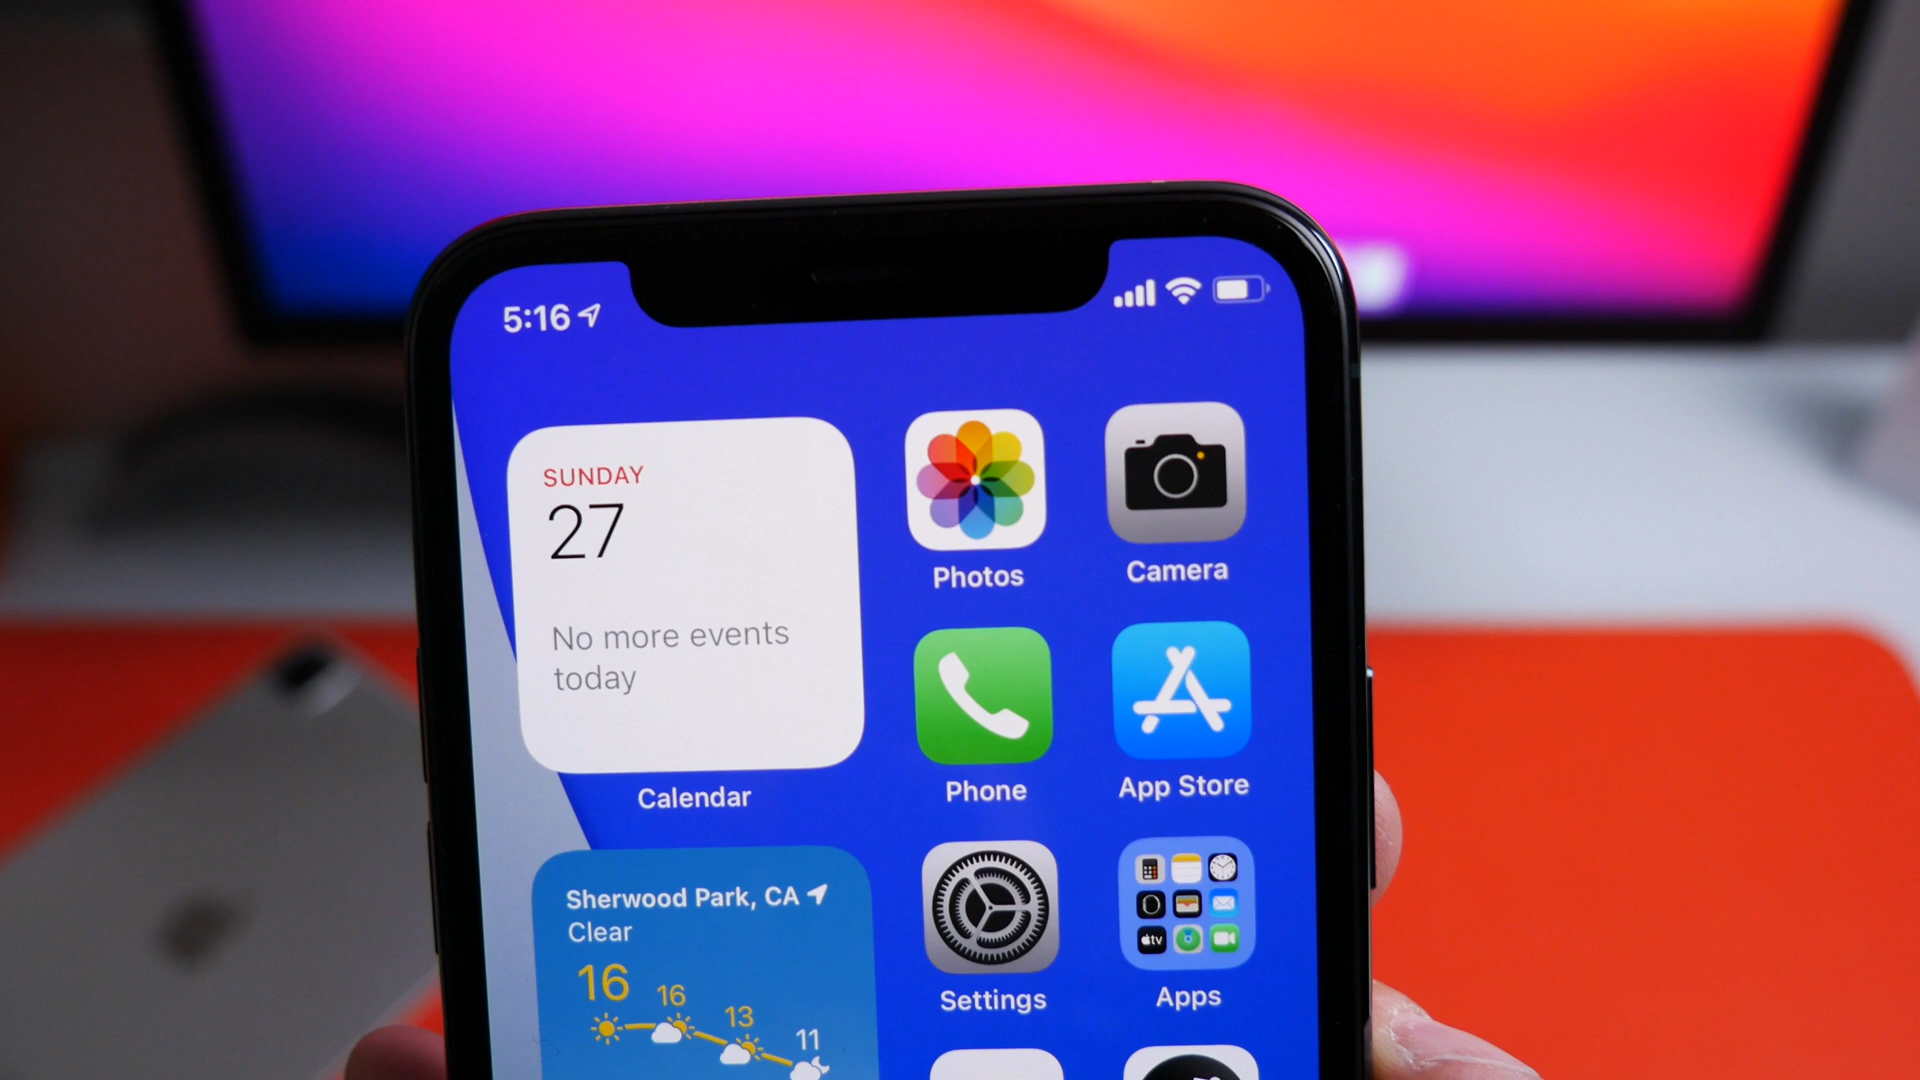 5:16
SUNDAY
27
No more events
today
Calendar
Photos
Camera
Phone
App Store
Sherwood Park, CA
Clear
16
16
13
11
Settings
Apps
tv